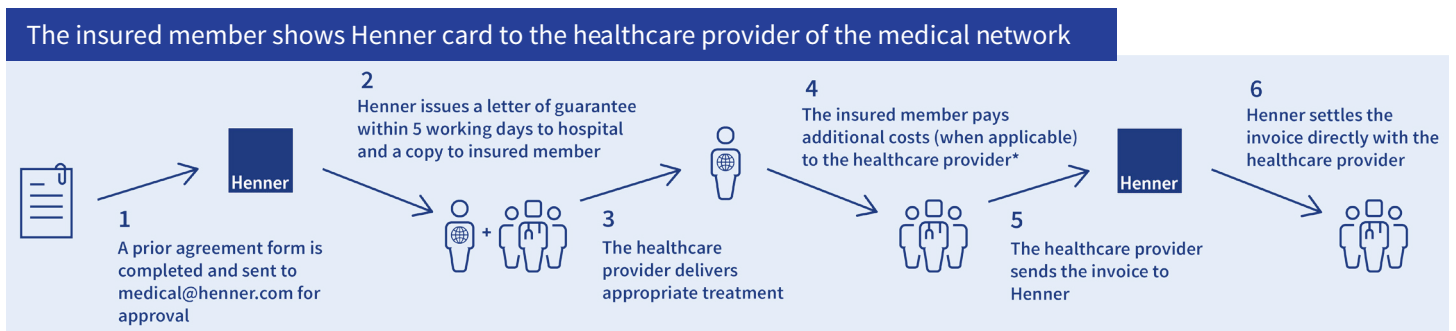 The insured member shows Henner card to the healthcare provider of the medical network
Henner
1
A prior agreement form is
completed and sent to
medical@henner.com for
approval
2
Henner issues a letter of guarantee
within 5 working days to hospital
and a copy to insured member
+
3
The healthcare
provider delivers
appropriate treatment
4
The insured member pays
additional costs (when applicable)
to the healthcare provider*
5
The healthcare provider
sends the invoice to
Henner
Henner
6
Henner settles the
invoice directly with the
healthcare provider